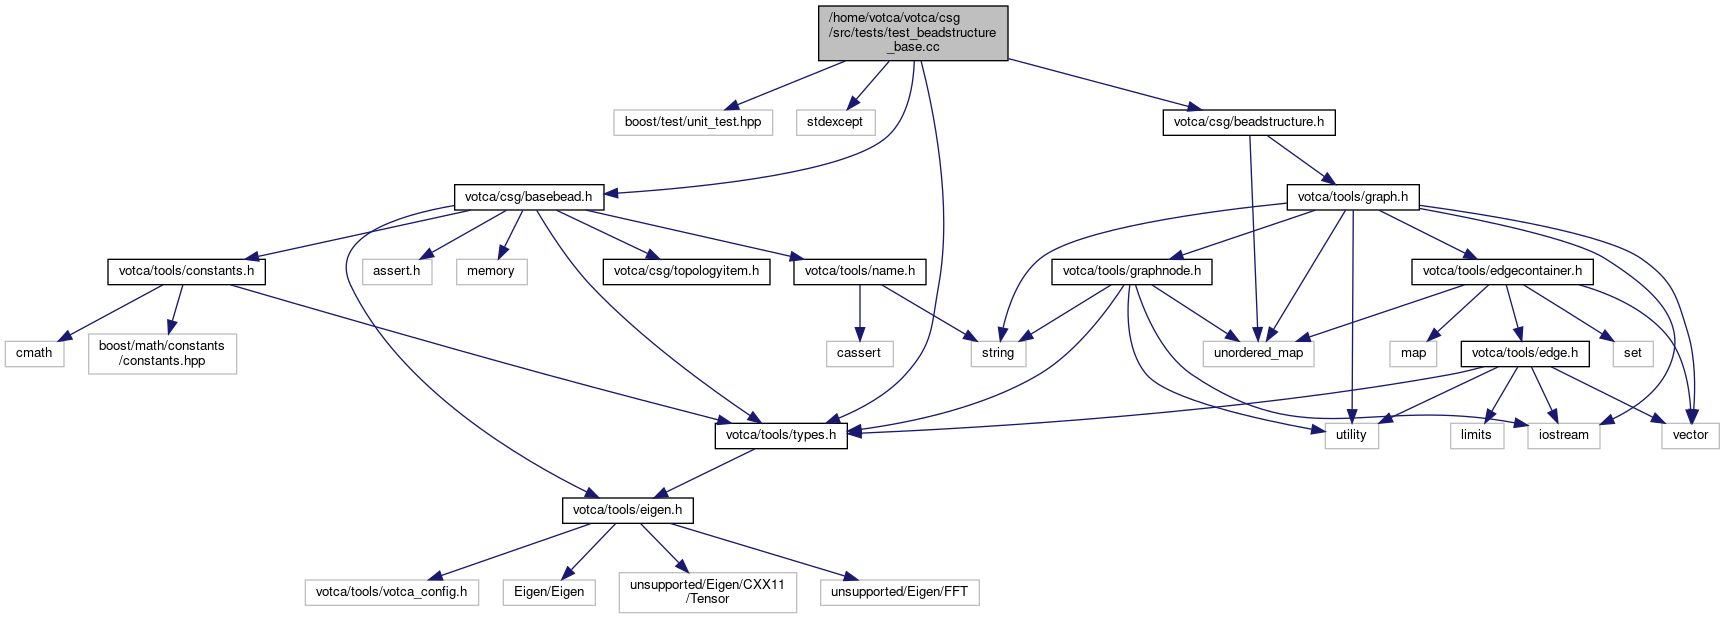 /home/votca/votca/csg
/src/tests/test_beadstructure
_base.cc
boost/test/unit_test.hpp
stdexcept
votca/csg/beadstructure.h
votca/csg/basebead.h
votca/tools/graph.h
votca/tools/constants.h
assert.h
memory
votca/csg/topologyitem.h
votca/tools/name.h
votca/tools/graphnode.h
votca/tools/edgecontainer.h
cmath
boost/math/constants
/constants.hpp
cassert
string
unordered_map
map
votca/tools/edge.h
set
votca/tools/types.h
utility
limits
iostream
vector
votca/tools/eigen.h
votca/tools/votca_config.h
Eigen/Eigen
unsupported/Eigen/CXX11
/Tensor
unsupported/Eigen/FFT